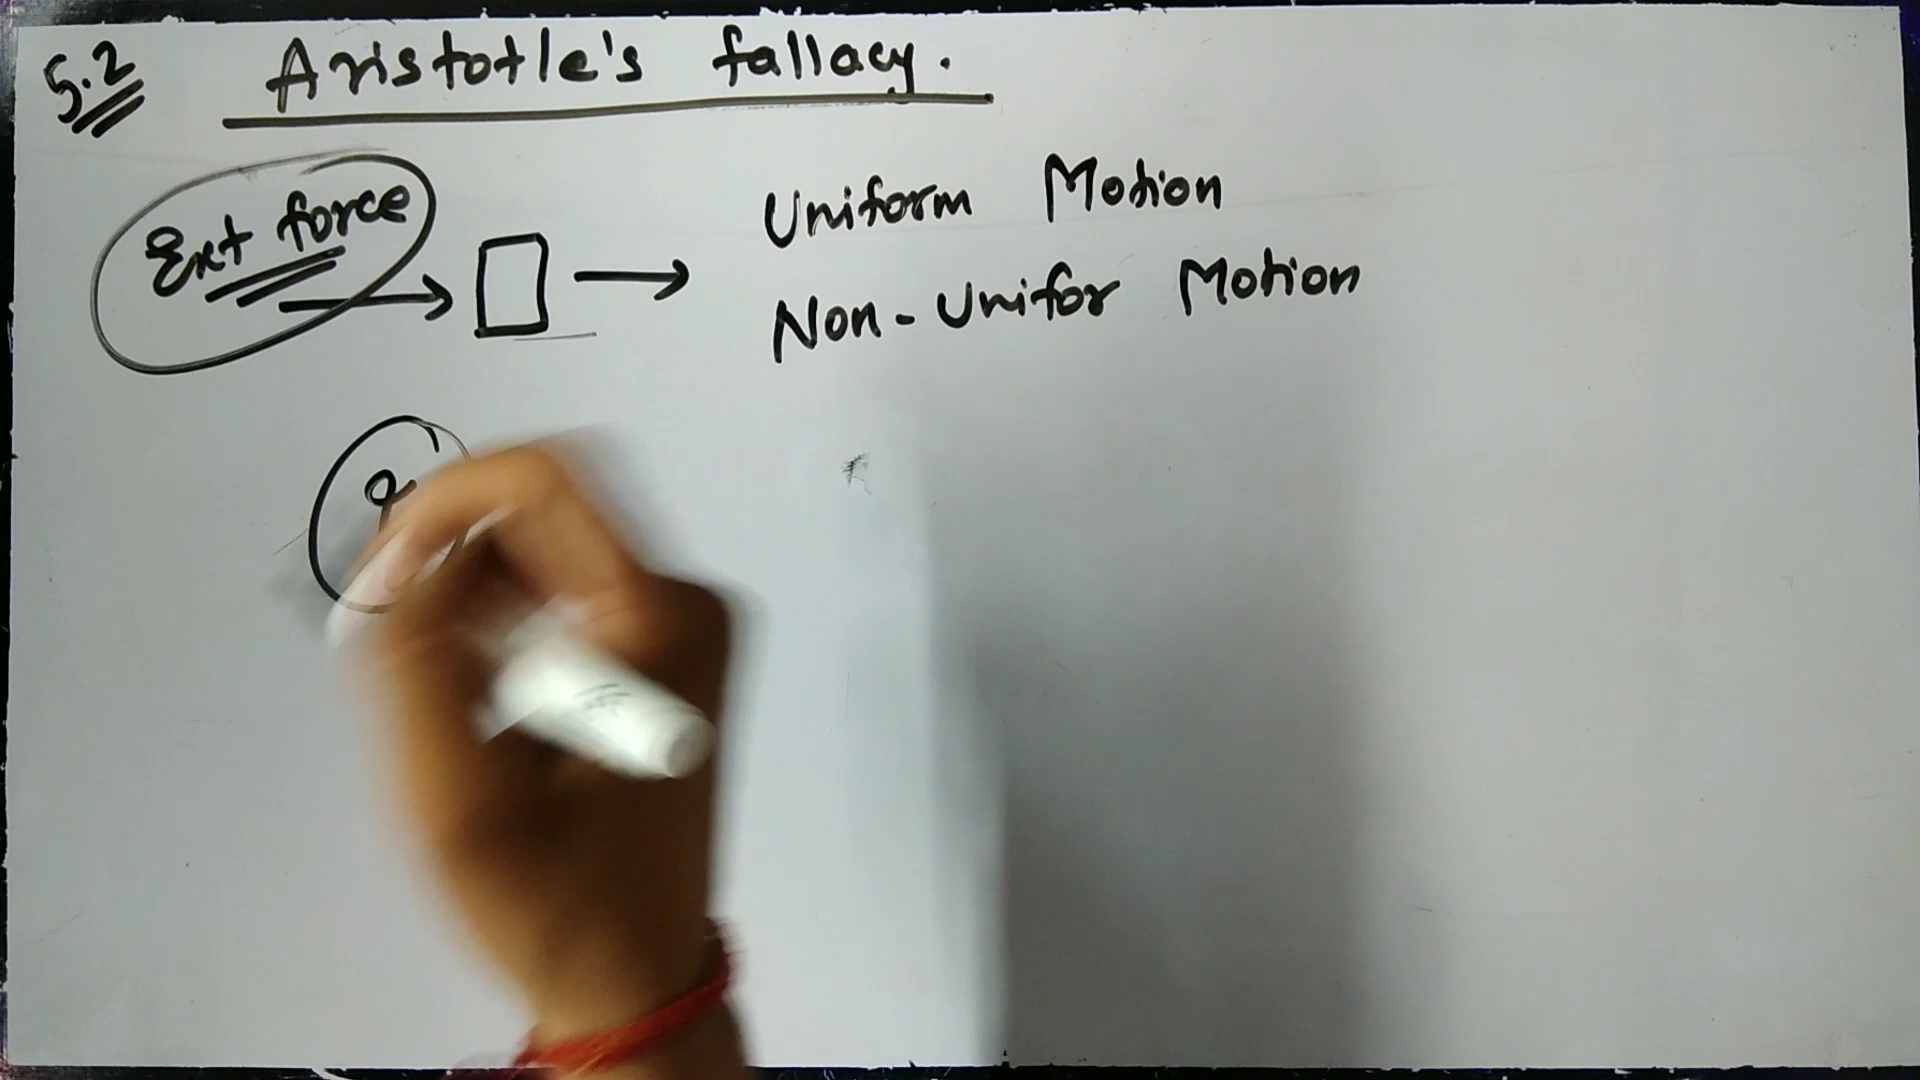 5.2 Aristotle's fallacy.
Ext force
Uniform Motion
Non-Unifor Motion